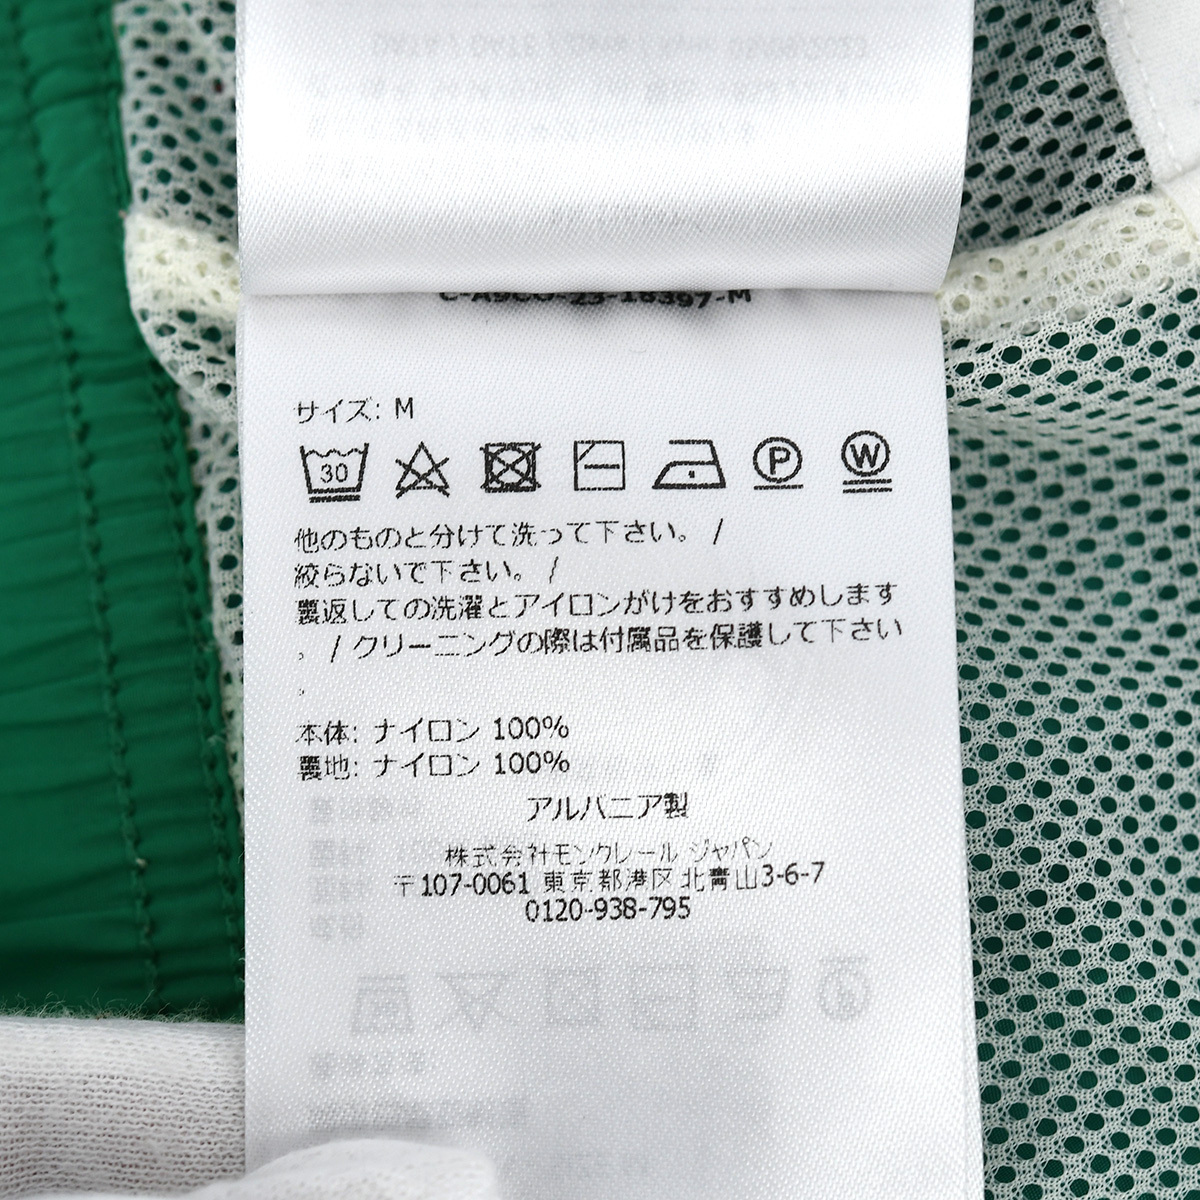 C-A9CO-23-18397-M
サイズ: M
30
P
W
他のものと分けて洗って下さい。 /
絞らないで下さい。 /
裏返しての洗濯とアイロンがけをおすすめします
。 / クリーニングの際は付属品を保護して下さい
.
本体: ナイロン 100%
裏地: ナイロン 100%
アルバニア製
株式会社モンクレール ジャパン
〒107-0061 東京都港区北青山3-6-7
0120-938-795